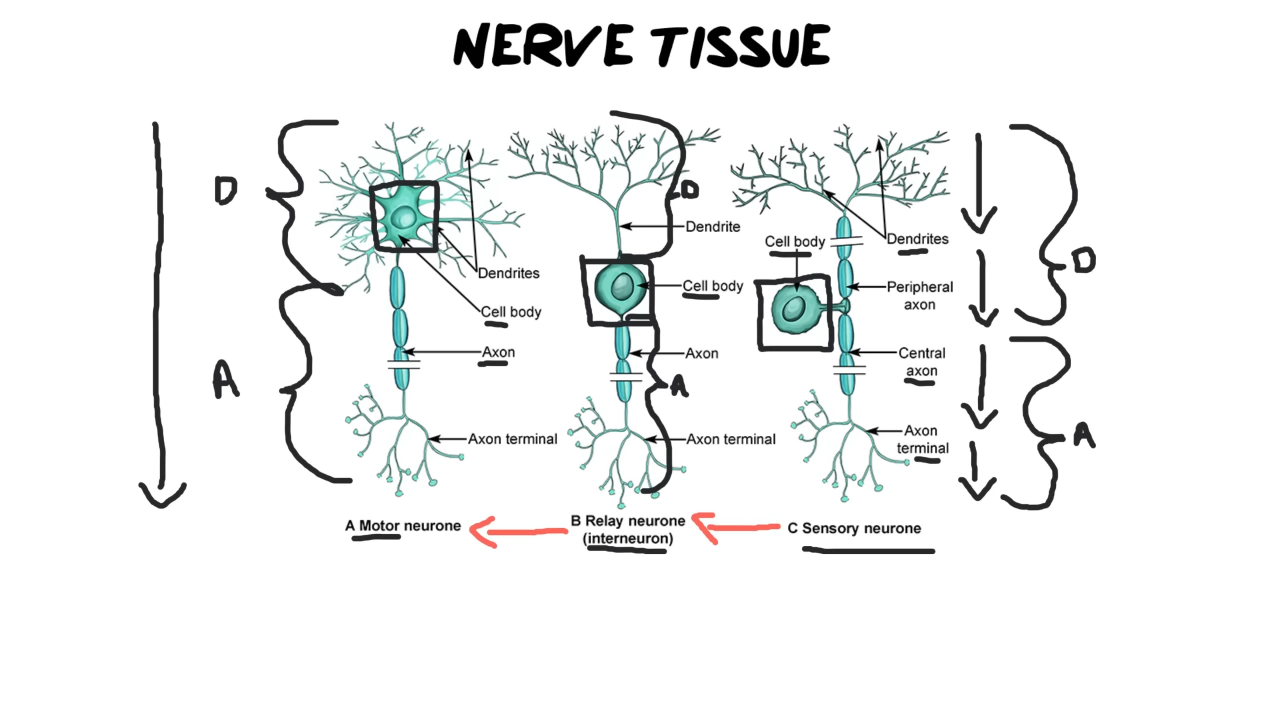 NERVE TISSUE
D
Dendrites
Cell body
Axon
A
Axon terminal
A Motor neurone
D
Dendrite
Cell body
Axon
A
Axon terminal
B Relay neurone
(interneuron)
Cell body
Dendrites
D
Peripheral
axon
Central
axon
A
Axon
terminal
C Sensory neurone